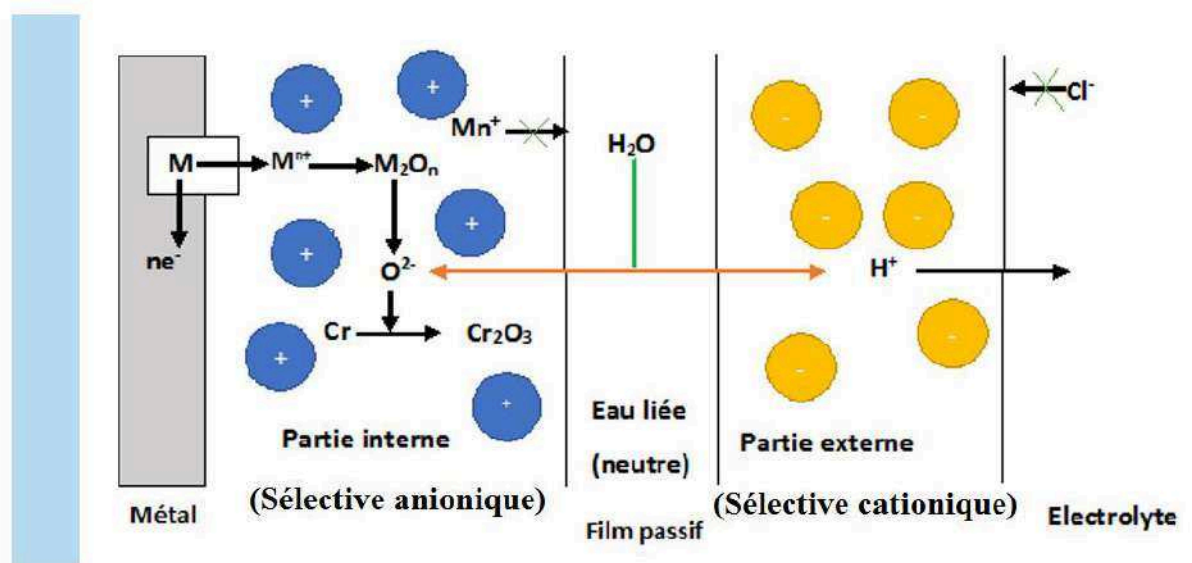 +
+
Cl⁻
-
-
Mn⁺
H₂O
M
Mⁿ⁺
M₂Oₙ
-
-
+
+
ne⁻
O²⁻
H⁺
Cr
Cr₂O₃
-
+
-
+
Eau liée
Partie interne
Partie externe
(neutre)
(Sélective anionique)
(Sélective cationique)
Métal
Film passif
Electrolyte